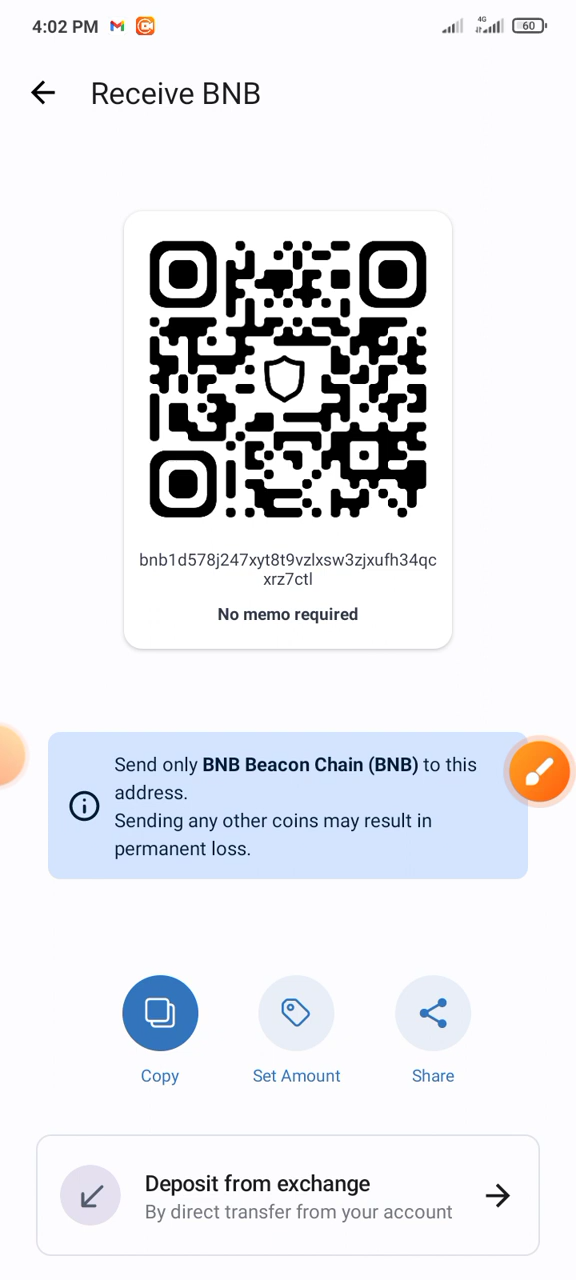 4:02 PM
4G
60
Receive BNB
bnb1d578j247xyt8t9vzlxsw3zjxufh34qc
xrz7ctl
No memo required
Send only BNB Beacon Chain (BNB) to this
address.
Sending any other coins may result in
permanent loss.
Copy
Set Amount
Share
Deposit from exchange
By direct transfer from your account